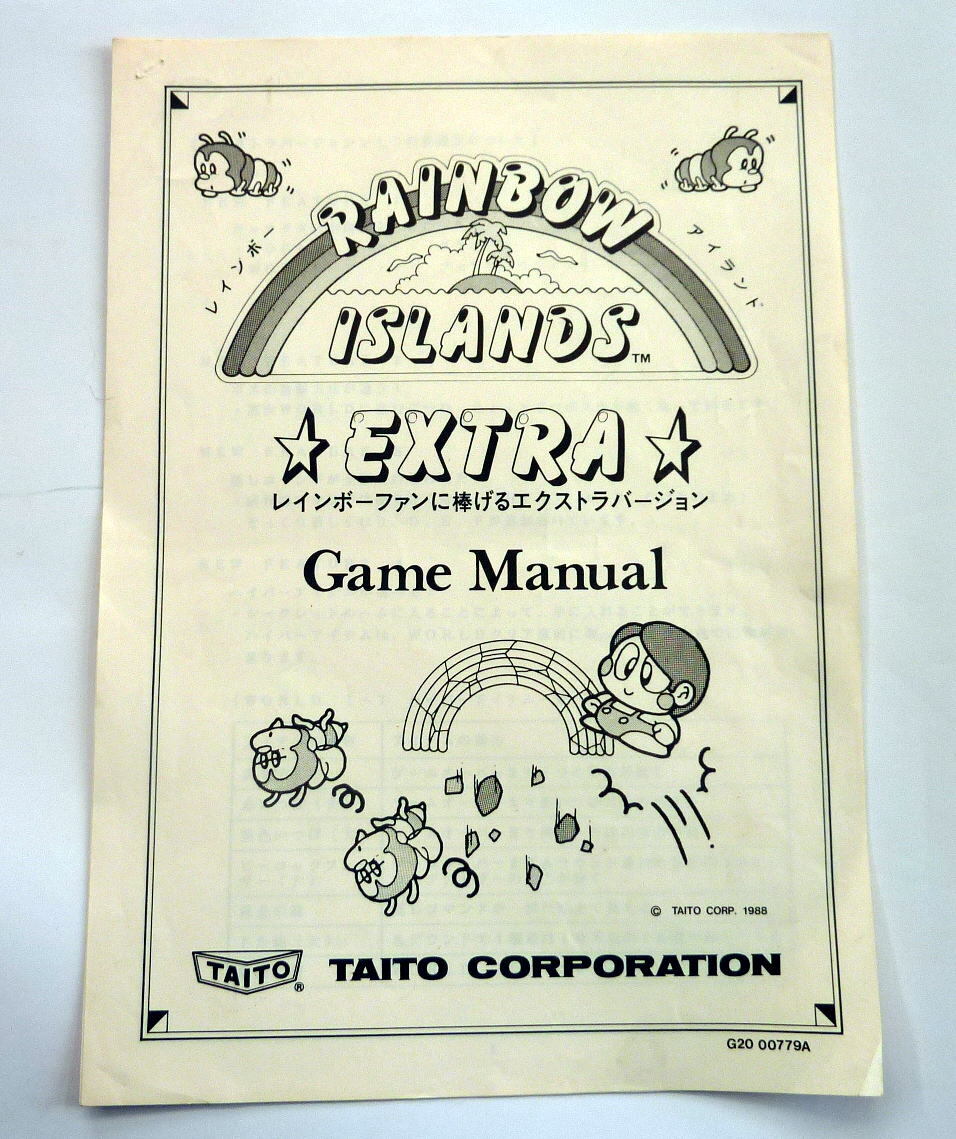 RAINBOW
レインボー
アイランド
ISLANDS™
★ EXTRA ★
レインボーファンに捧げるエクストラバージョン
Game Manual
© TAITO CORP. 1988
TAITO® TAITO CORPORATION
G20 00779A